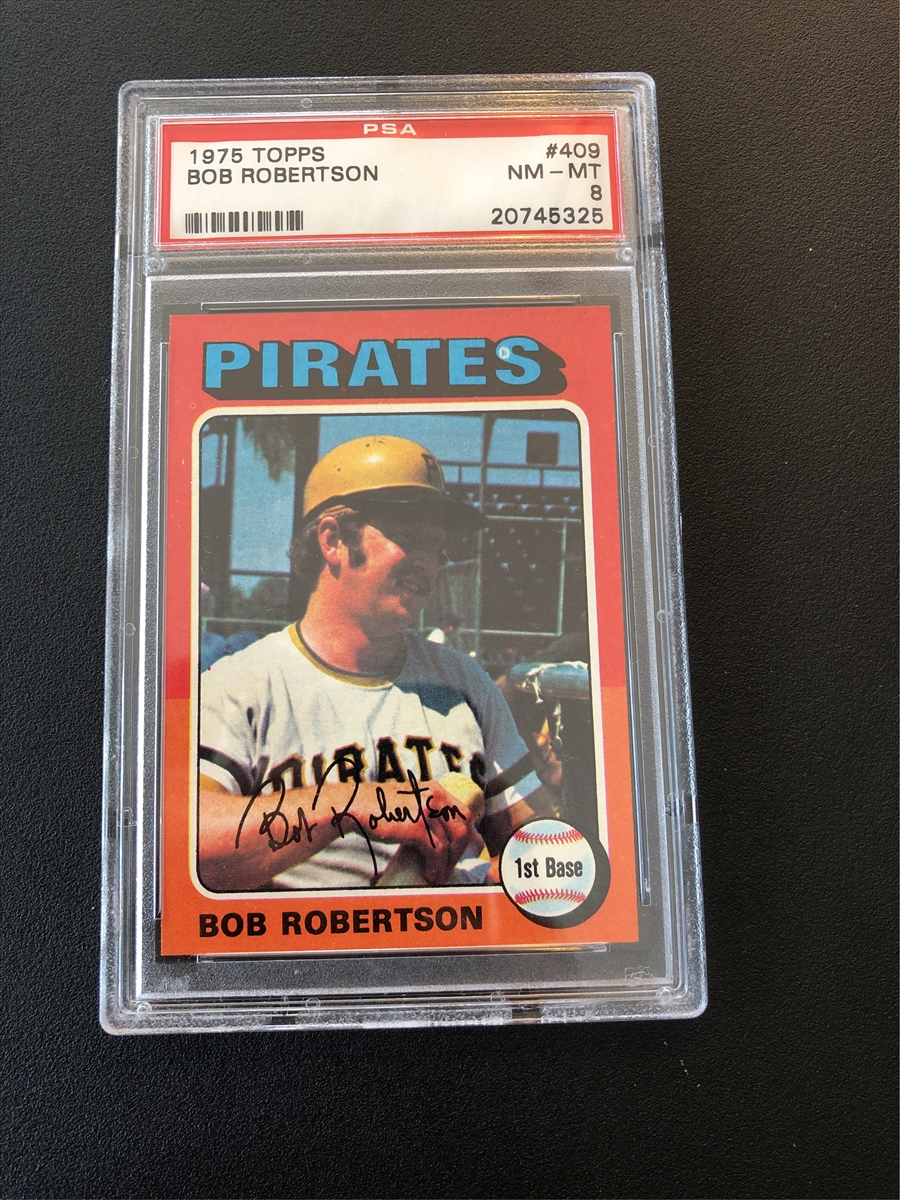 PSA
1975 TOPPS #409
BOB ROBERTSON NM - MT
8
20745325
PIRATES
PIRATES
Bob Robertson
1st Base
BOB ROBERTSON